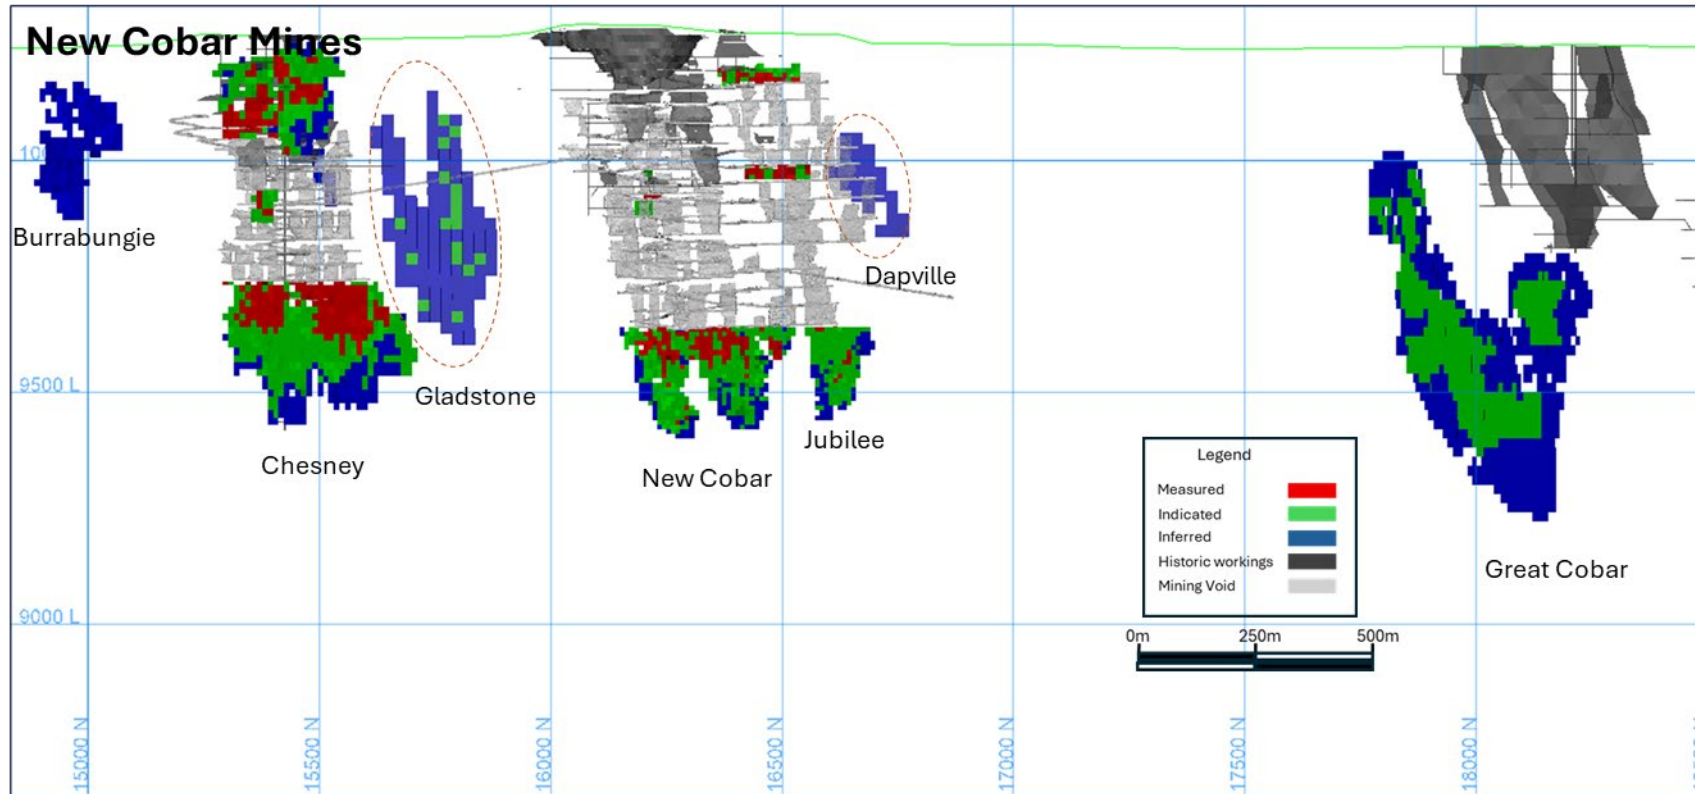 New Cobar Mines
Burrabungie
Dapville
9500 L
Gladstone
Jubilee
Chesney
New Cobar
Legend
Measured
Indicated
Inferred
Historic workings
Mining Void
Great Cobar
9000 L
0m 250m 500m
15000 N
15500 N
16000 N
16500 N
17000 N
17500 N
18000 N